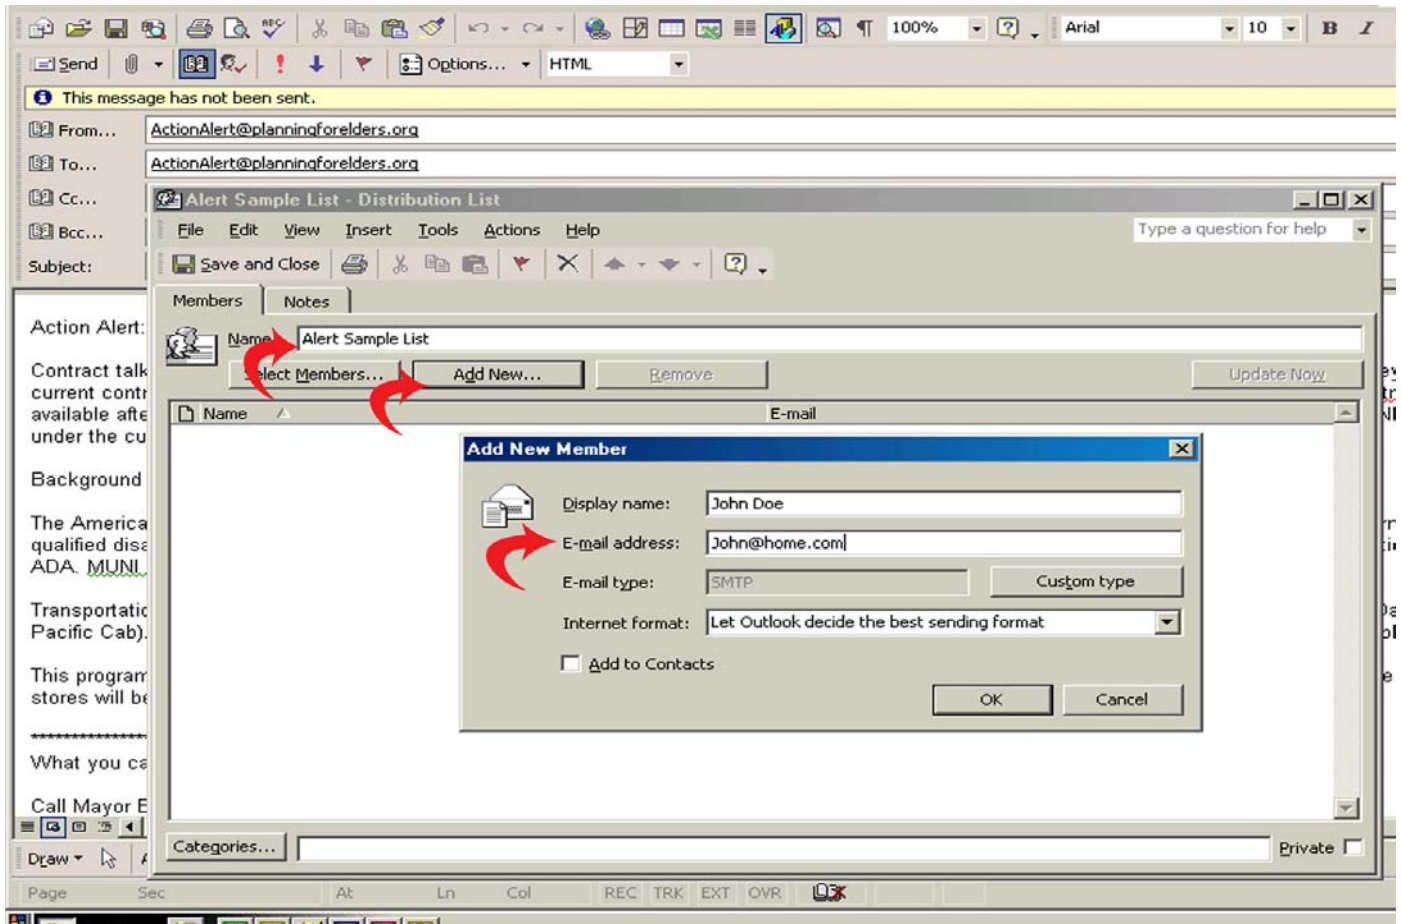 100% Arial 10 B I
Send Options... HTML
This message has not been sent.
From... ActionAlert@planningforelders.org
To... ActionAlert@planningforelders.org
Cc...
Bcc...
Subject:
Alert Sample List - Distribution List
File Edit View Insert Tools Actions Help Type a question for help
Save and Close
Members Notes
Name Alert Sample List
Select Members... Add New... Remove Update Now
Name E-mail
Add New Member
Display name: John Doe
E-mail address: John@home.com
E-mail type: SMTP Custom type
Internet format: Let Outlook decide the best sending format
Add to Contacts
OK Cancel
Categories... Private
Action Alert:
Contract talk
current contr
available afte
under the cu
Background
The America
qualified disa
ADA. MUNI
Transportatio
Pacific Cab).
This program
stores will be
What you ca
Call Mayor E
Draw
Page Sec At Ln Col REC TRK EXT OVR